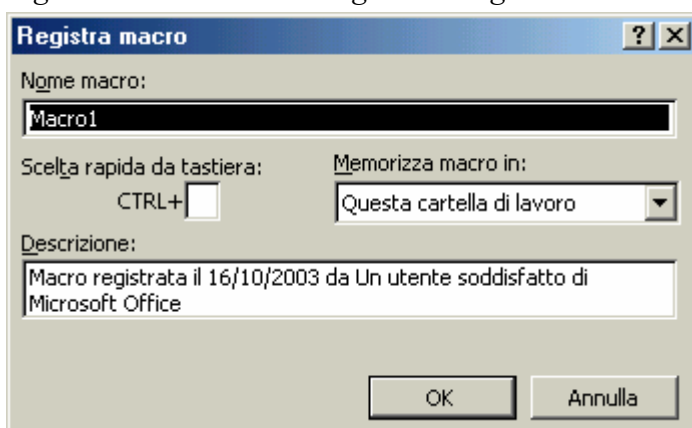 Registra macro
Nome macro:
Macro1
Scelta rapida da tastiera:
Memorizza macro in:
CTRL+
Questa cartella di lavoro
Descrizione:
Macro registrata il 16/10/2003 da Un utente soddisfatto di
Microsoft Office
OK
Annulla